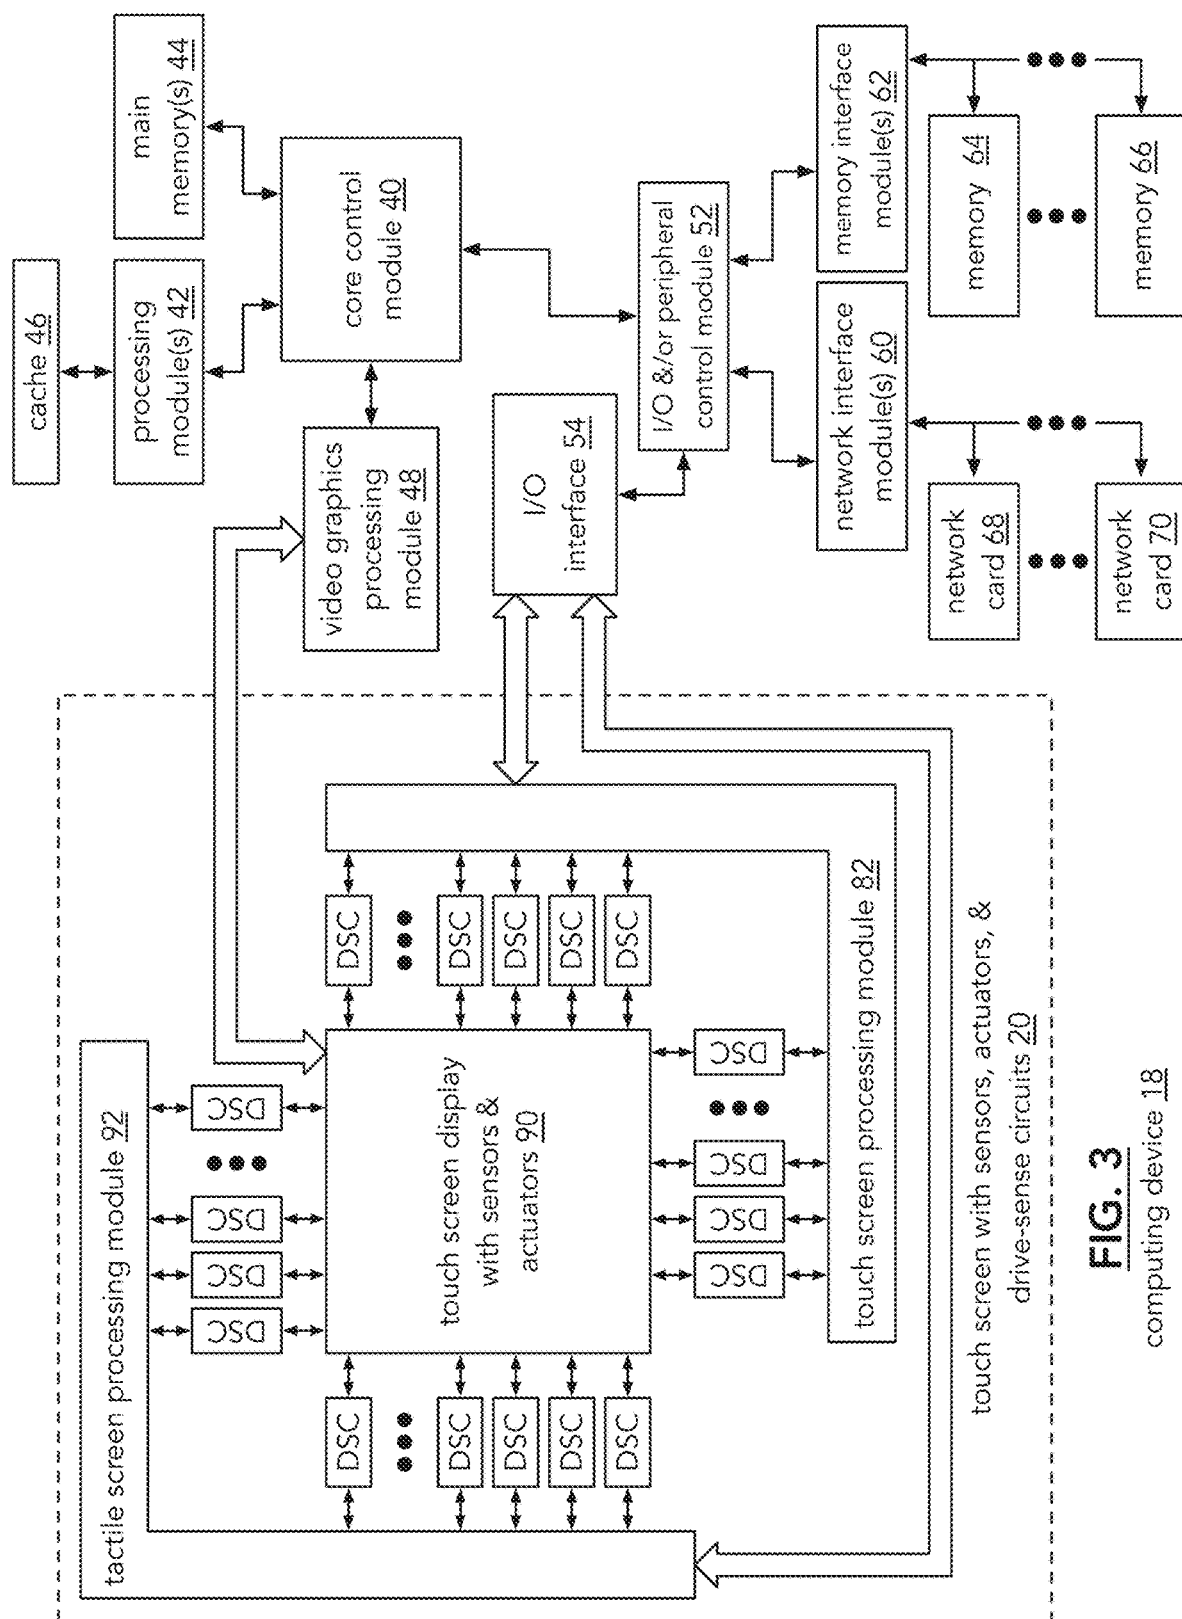 cache 46
processing
module(s) 42
main
memory(s) 44
core control
module 40
video graphics
processing
module 48
I/O
interface 54
I/O &/or peripheral
control module 52
network interface
module(s) 60
memory interface
module(s) 62
network
card 68
network
card 70
memory 64
memory 66
tactile screen processing module 92
DSC
DSC
DSC
DSC
DSC
DSC
DSC
DSC
DSC
touch screen display
with sensors &
actuators 90
DSC
DSC
DSC
DSC
DSC
DSC
DSC
DSC
DSC
touch screen processing module 82
touch screen with sensors, actuators, &
drive-sense circuits 20
FIG. 3
computing device 18